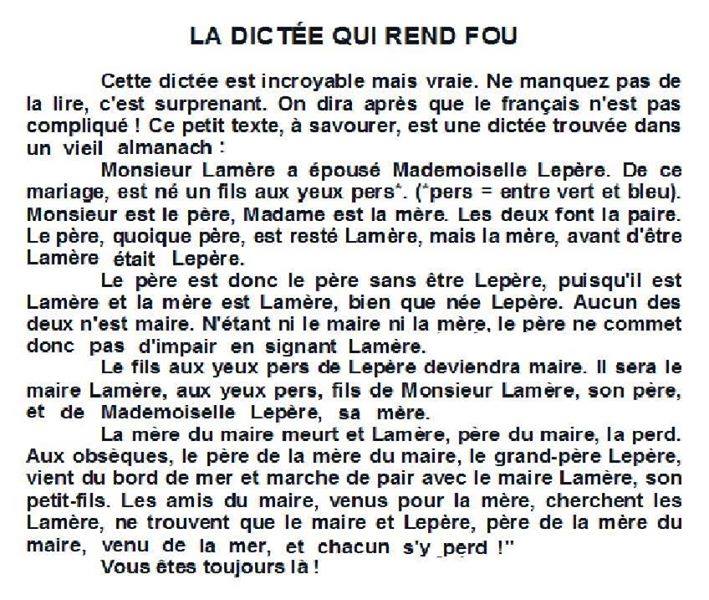 LA DICTÉE QUI REND FOU
Cette dictée est incroyable mais vraie. Ne manquez pas de
la lire, c'est surprenant. On dira après que le français n'est pas
compliqué ! Ce petit texte, à savourer, est une dictée trouvée dans
un vieil almanach :
Monsieur Lamère a épousé Mademoiselle Lepère. De ce
mariage, est né un fils aux yeux pers*. (*pers = entre vert et bleu).
Monsieur est le père, Madame est la mère. Les deux font la paire.
Le père, quoique père, est resté Lamère, mais la mère, avant d'être
Lamère était Lepère.
Le père est donc le père sans être Lepère, puisqu'il est
Lamère et la mère est Lamère, bien que née Lepère. Aucun des
deux n'est maire. N'étant ni le maire ni la mère, le père ne commet
donc pas d'impair en signant Lamère.
Le fils aux yeux pers de Lepère deviendra maire. Il sera le
maire Lamère, aux yeux pers, fils de Monsieur Lamère, son père,
et de Mademoiselle Lepère, sa mère.
La mère du maire meurt et Lamère, père du maire, la perd.
Aux obsèques, le père de la mère du maire, le grand-père Lepère,
vient du bord de mer et marche de pair avec le maire Lamère, son
petit-fils. Les amis du maire, venus pour la mère, cherchent les
Lamère, ne trouvent que le maire et Lepère, père de la mère du
maire, venu de la mer, et chacun s'y perd !"
Vous êtes toujours là !